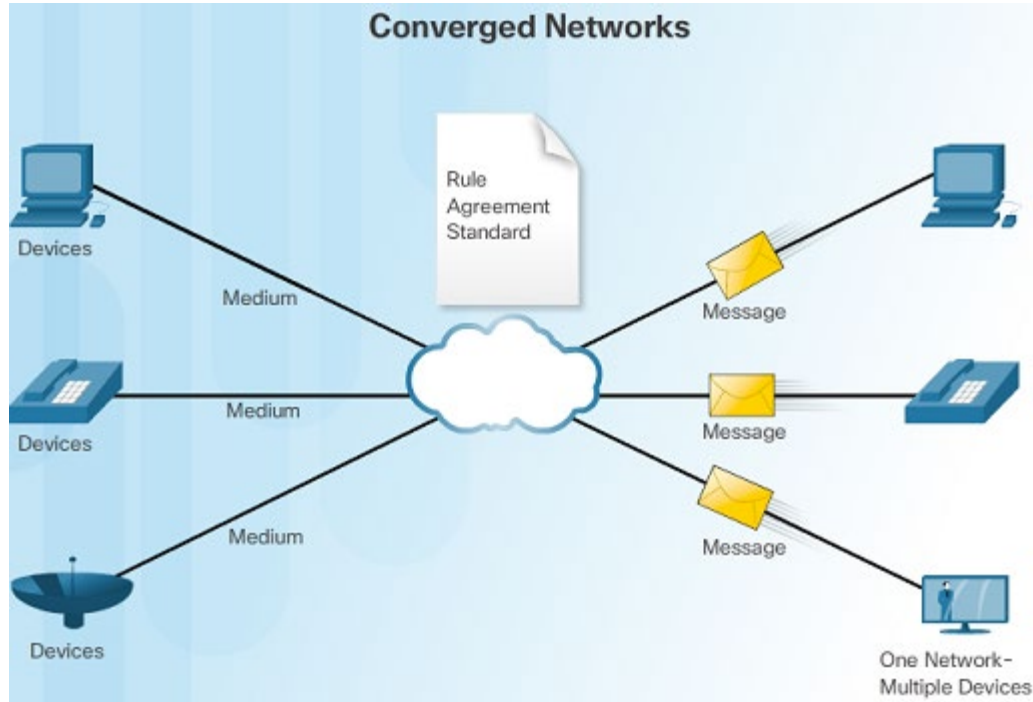 Converged Networks
Rule
Agreement
Standard
Devices
Medium
Message
Devices
Medium
Message
Medium
Message
Devices
One Network-
Multiple Devices